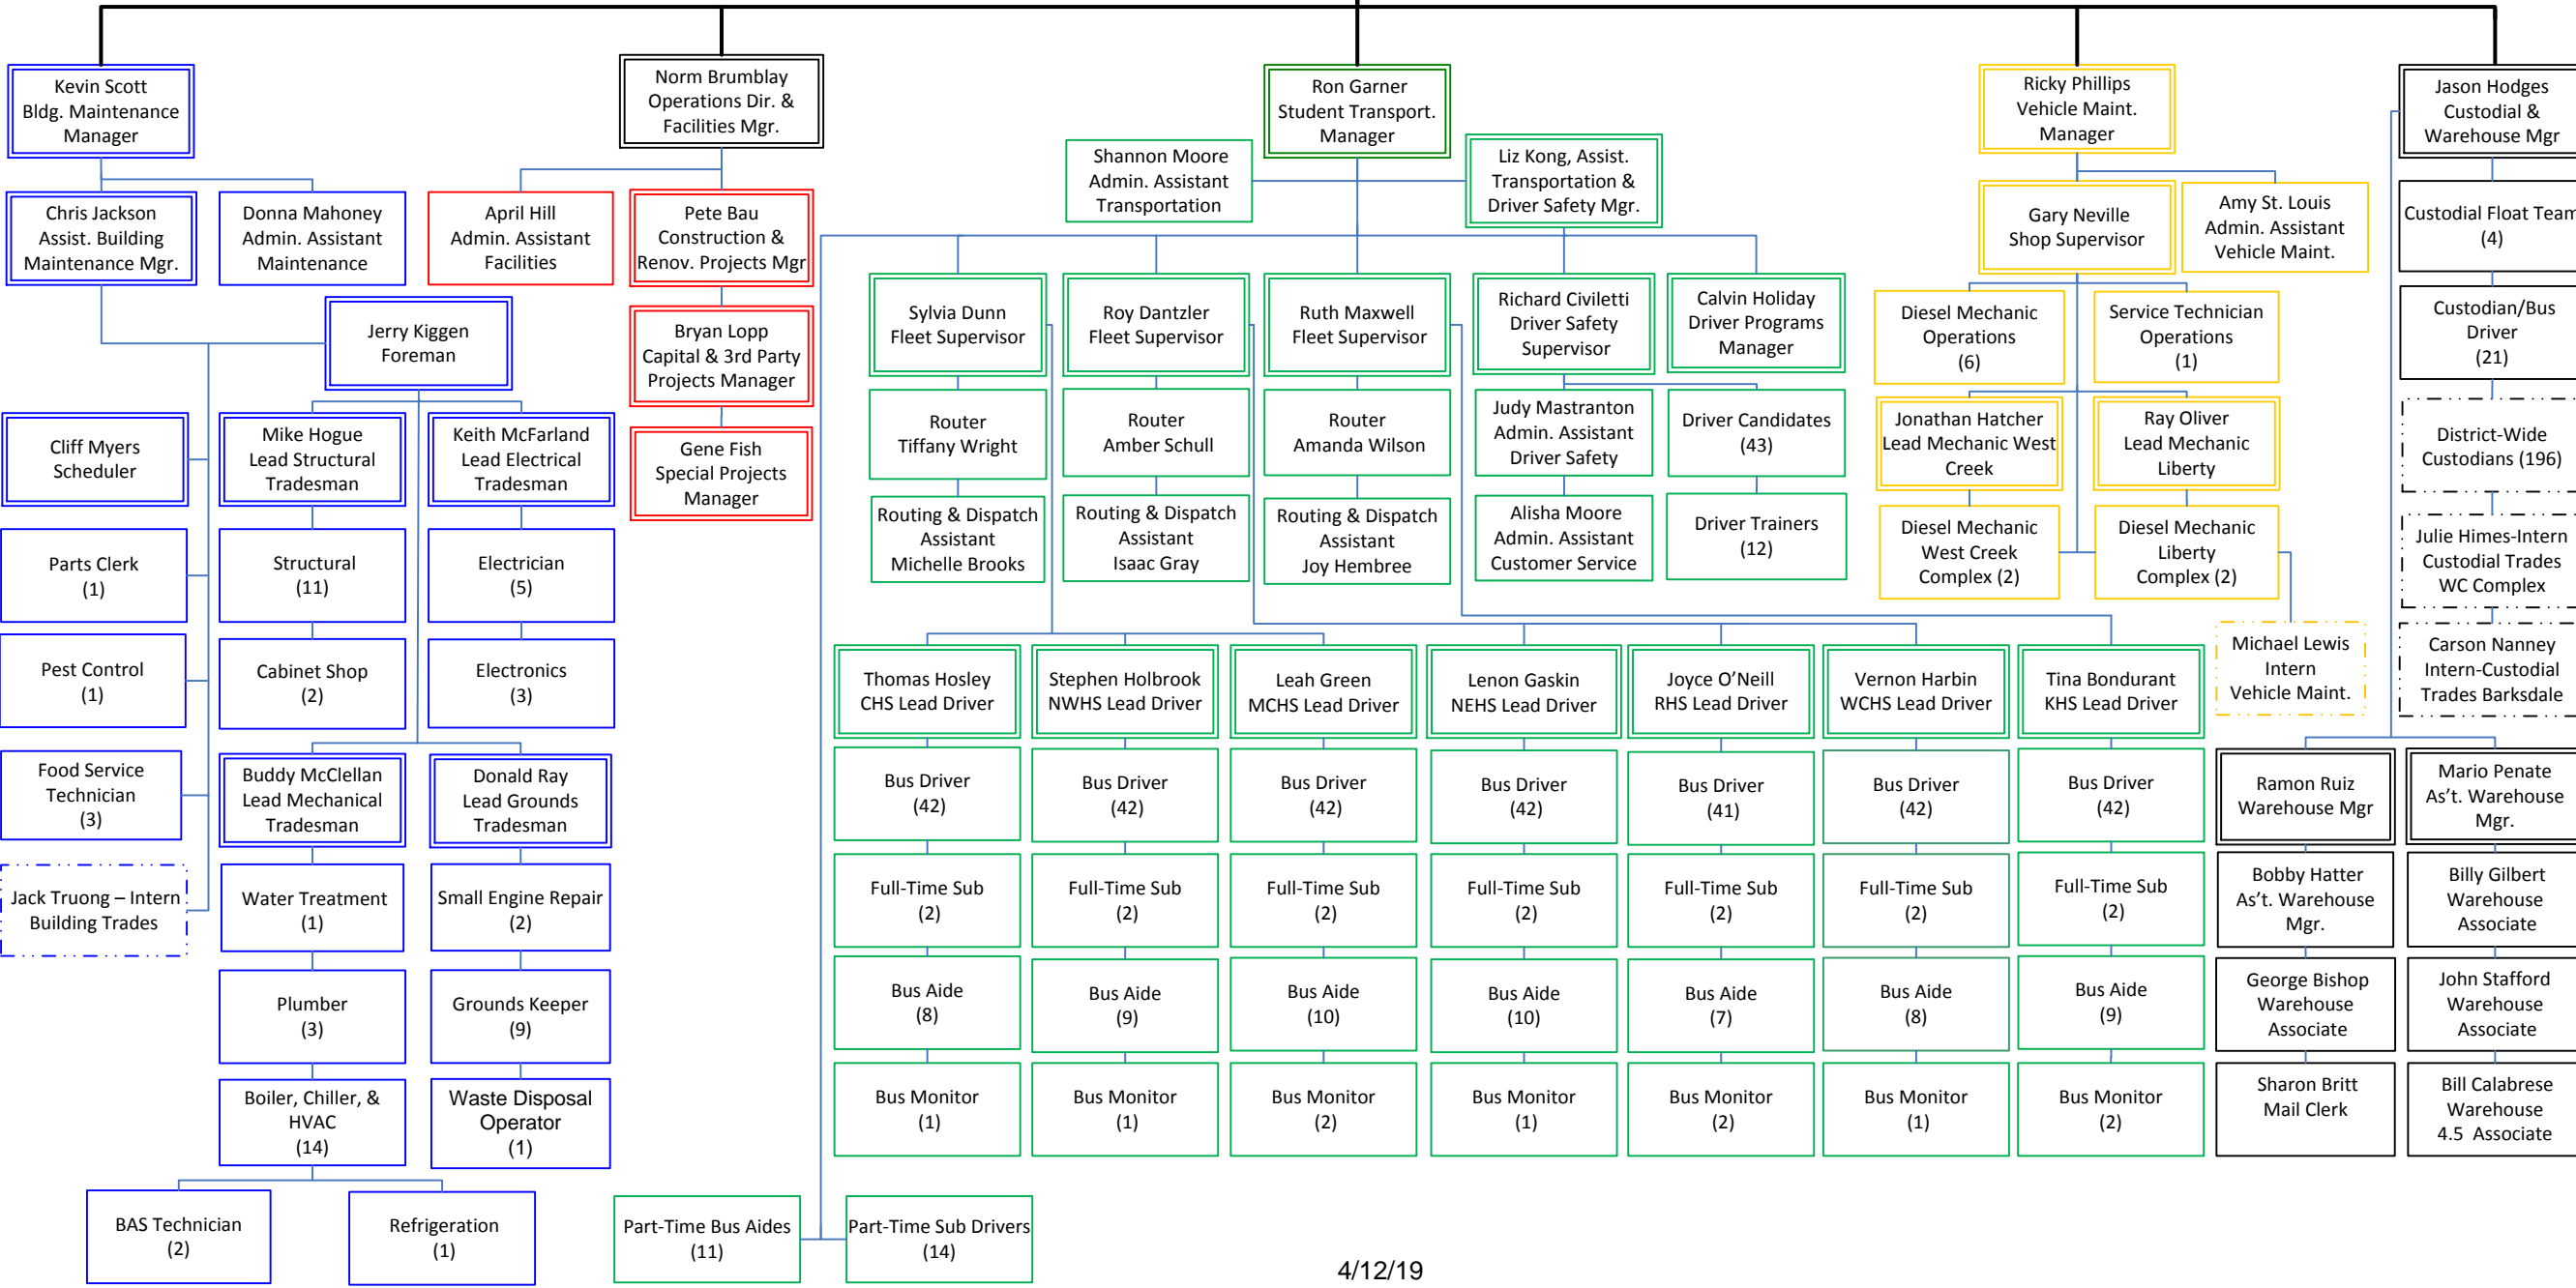 Kevin Scott
Bldg. Maintenance
Manager
Norm Brumblay
Operations Dir. &
Facilities Mgr.
Ron Garner
Student Transport.
Manager
Ricky Phillips
Vehicle Maint.
Manager
Jason Hodges
Custodial &
Warehouse Mgr
Shannon Moore
Admin. Assistant
Transportation
Liz Kong, Assist.
Transportation &
Driver Safety Mgr.
Chris Jackson
Assist. Building
Maintenance Mgr.
Donna Mahoney
Admin. Assistant
Maintenance
April Hill
Admin. Assistant
Facilities
Pete Bau
Construction &
Renov. Projects Mgr
Gary Neville
Shop Supervisor
Amy St. Louis
Admin. Assistant
Vehicle Maint.
Custodial Float Team
(4)
Jerry Kiggen
Foreman
Bryan Lopp
Capital & 3rd Party
Projects Manager
Sylvia Dunn
Fleet Supervisor
Roy Dantzler
Fleet Supervisor
Ruth Maxwell
Fleet Supervisor
Richard Civiletti
Driver Safety
Supervisor
Calvin Holiday
Driver Programs
Manager
Diesel Mechanic
Operations
(6)
Service Technician
Operations
(1)
Custodian/Bus
Driver
(21)
Cliff Myers
Scheduler
Mike Hogue
Lead Structural
Tradesman
Keith McFarland
Lead Electrical
Tradesman
Gene Fish
Special Projects
Manager
Router
Tiffany Wright
Router
Amber Schull
Router
Amanda Wilson
Judy Mastranton
Admin. Assistant
Driver Safety
Driver Candidates
(43)
Jonathan Hatcher
Lead Mechanic West
Creek
Ray Oliver
Lead Mechanic
Liberty
District-Wide
Custodians (196)
Parts Clerk
(1)
Structural
(11)
Electrician
(5)
Routing & Dispatch
Assistant
Michelle Brooks
Routing & Dispatch
Assistant
Isaac Gray
Routing & Dispatch
Assistant
Joy Hembree
Alisha Moore
Admin. Assistant
Customer Service
Driver Trainers
(12)
Diesel Mechanic
West Creek
Complex (2)
Diesel Mechanic
Liberty
Complex (2)
Julie Himes-Intern
Custodial Trades
WC Complex
Pest Control
(1)
Cabinet Shop
(2)
Electronics
(3)
Thomas Hosley
CHS Lead Driver
Stephen Holbrook
NWHS Lead Driver
Leah Green
MCHS Lead Driver
Lenon Gaskin
NEHS Lead Driver
Joyce O’Neill
RHS Lead Driver
Vernon Harbin
WCHS Lead Driver
Tina Bondurant
KHS Lead Driver
Michael Lewis
Intern
Vehicle Maint.
Carson Nanney
Intern-Custodial
Trades Barksdale
Food Service
Technician
(3)
Buddy McClellan
Lead Mechanical
Tradesman
Donald Ray
Lead Grounds
Tradesman
Bus Driver
(42)
Bus Driver
(42)
Bus Driver
(42)
Bus Driver
(42)
Bus Driver
(41)
Bus Driver
(42)
Bus Driver
(42)
Ramon Ruiz
Warehouse Mgr
Mario Penate
As’t. Warehouse
Mgr.
Jack Truong – Intern
Building Trades
Water Treatment
(1)
Small Engine Repair
(2)
Full-Time Sub
(2)
Full-Time Sub
(2)
Full-Time Sub
(2)
Full-Time Sub
(2)
Full-Time Sub
(2)
Full-Time Sub
(2)
Full-Time Sub
(2)
Bobby Hatter
As’t. Warehouse
Mgr.
Billy Gilbert
Warehouse
Associate
Plumber
(3)
Grounds Keeper
(9)
Bus Aide
(8)
Bus Aide
(9)
Bus Aide
(10)
Bus Aide
(10)
Bus Aide
(7)
Bus Aide
(8)
Bus Aide
(9)
George Bishop
Warehouse
Associate
John Stafford
Warehouse
Associate
Boiler, Chiller, &
HVAC
(14)
Waste Disposal
Operator
(1)
Bus Monitor
(1)
Bus Monitor
(1)
Bus Monitor
(2)
Bus Monitor
(1)
Bus Monitor
(2)
Bus Monitor
(1)
Bus Monitor
(2)
Sharon Britt
Mail Clerk
Bill Calabrese
Warehouse
4.5 Associate
BAS Technician
(2)
Refrigeration
(1)
Part-Time Bus Aides
(11)
Part-Time Sub Drivers
(14)
4/12/19